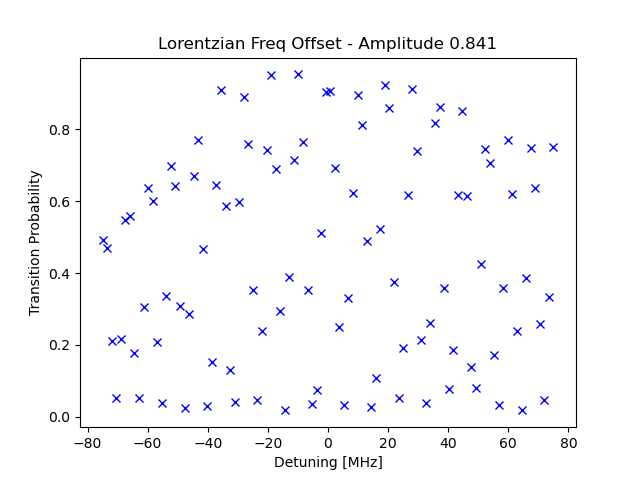 Lorentzian Freq Offset - Amplitude 0.841
Transition Probability
0.8
0.6
0.4
0.2
0.0
−80 −60 −40 −20 0 20 40 60 80
Detuning [MHz]